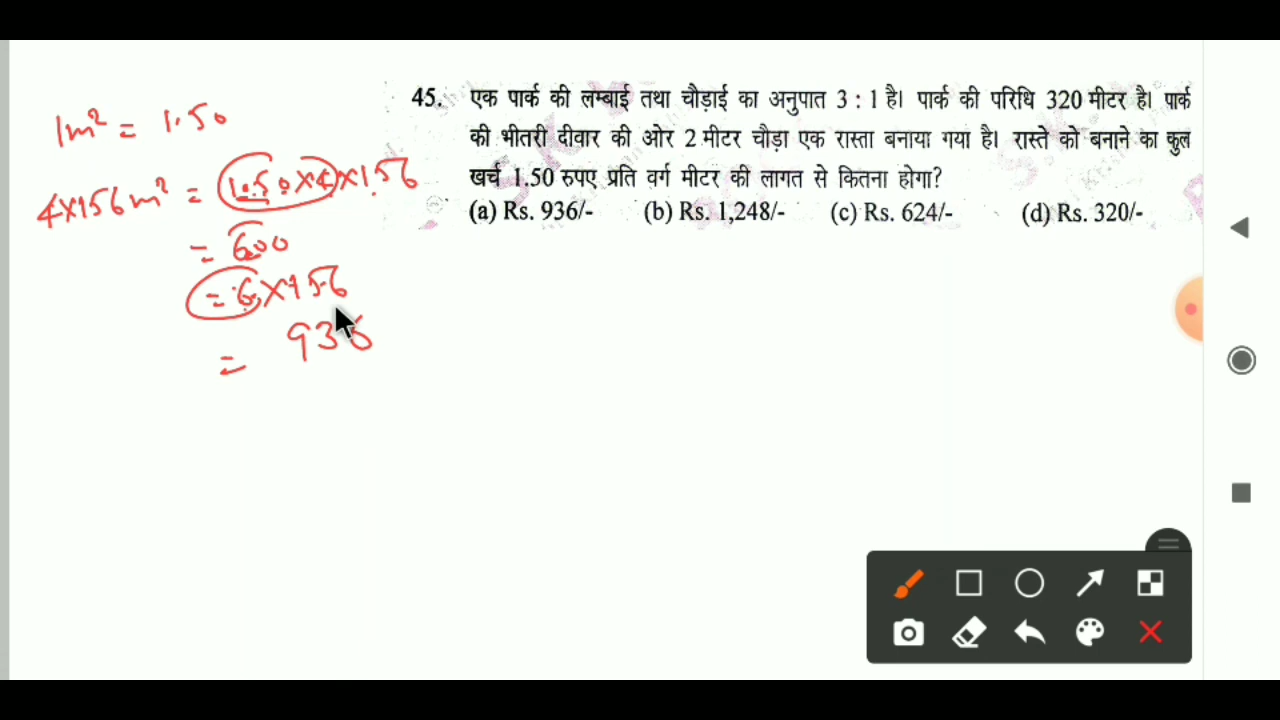 1m² = 1.50
4×156m² = 1.50×4×156
= 600
= 6×156
= 936
45. एक पार्क की लम्बाई तथा चौड़ाई का अनुपात 3 : 1 है। पार्क की परिधि 320 मीटर है। पार्क
की भीतरी दीवार की ओर 2 मीटर चौड़ा एक रास्ता बनाया गया है। रास्ते को बनाने का कुल
खर्च 1.50 रुपए प्रति वर्ग मीटर की लागत से कितना होगा?
(a) Rs. 936/- (b) Rs. 1,248/- (c) Rs. 624/- (d) Rs. 320/-